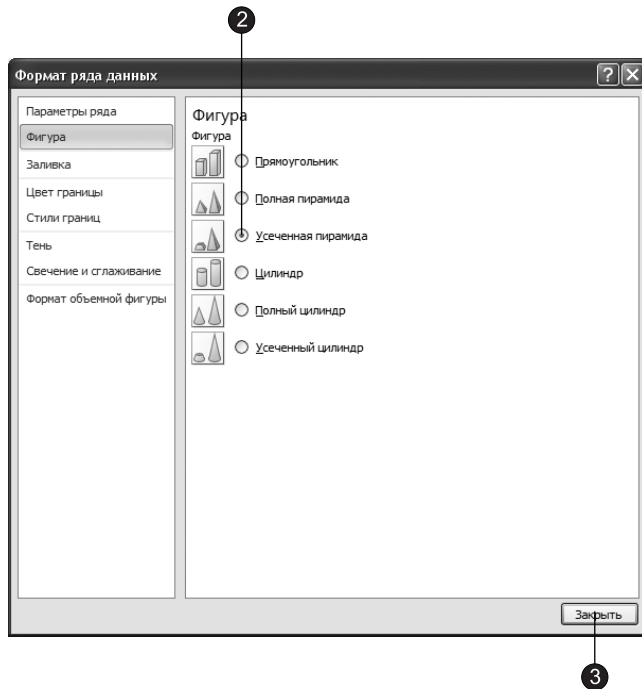 2
Формат ряда данных
Параметры ряда
Фигура
Заливка
Цвет границы
Стили границ
Тень
Свечение и сглаживание
Формат объемной фигуры
Фигура
Фигура
Прямоугольник
Полная пирамида
Усеченная пирамида
Цилиндр
Полный цилиндр
Усеченный цилиндр
Закрыть
3